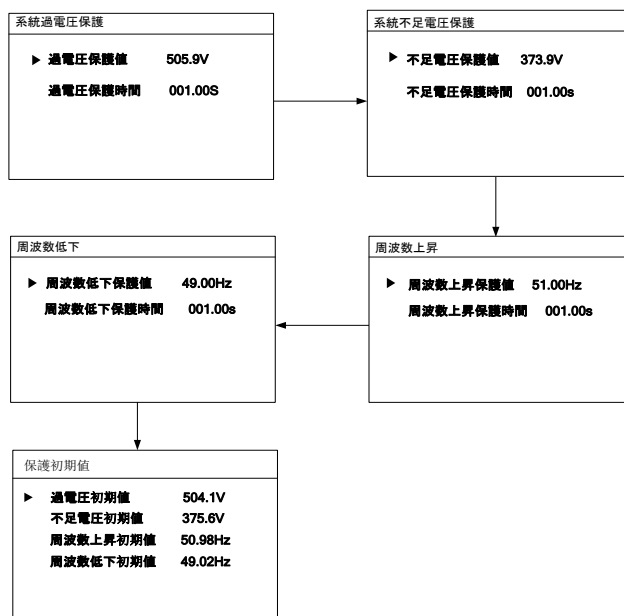 系統過電圧保護
▶ 過電圧保護値 505.9V
過電圧保護時間 001.00S
系統不足電圧保護
▶ 不足電圧保護値 373.9V
不足電圧保護時間 001.00s
周波数上昇
▶ 周波数上昇保護値 51.00Hz
周波数上昇保護時間 001.00s
周波数低下
▶ 周波数低下保護値 49.00Hz
周波数低下保護時間 001.00s
保護初期値
▶ 過電圧初期値 504.1V
不足電圧初期値 375.6V
周波数上昇初期値 50.98Hz
周波数低下初期値 49.02Hz